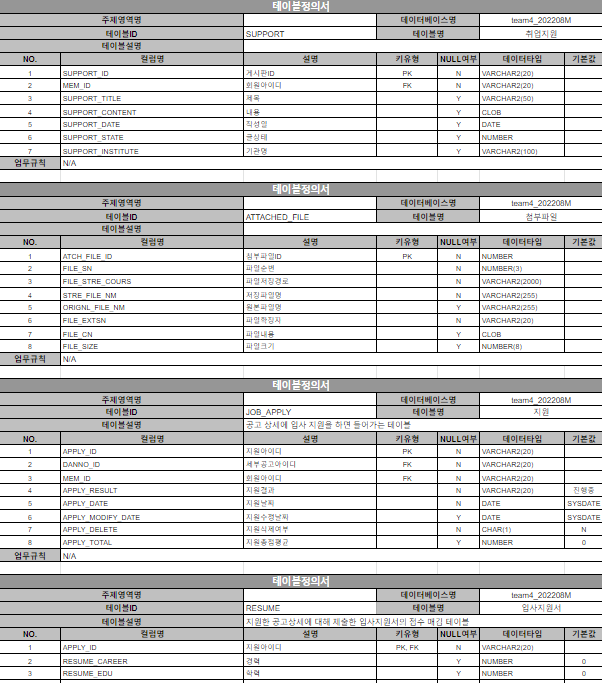 테이블정의서
주제영역명 데이터베이스명 team4_202208M
테이블ID SUPPORT 테이블명 취업지원
테이블설명
NO. 컬럼명 설명 키유형 NULL여부 데이터타입 기본값
1 SUPPORT_ID 게시판ID PK N VARCHAR2(20)
2 MEM_ID 회원아이디 FK N VARCHAR2(20)
3 SUPPORT_TITLE 제목 Y VARCHAR2(50)
4 SUPPORT_CONTENT 내용 Y CLOB
5 SUPPORT_DATE 작성일 Y DATE
6 SUPPORT_STATE 글상태 Y NUMBER
7 SUPPORT_INSTITUTE 기관명 Y VARCHAR2(100)
업무규칙 N/A
테이블정의서
주제영역명 데이터베이스명 team4_202208M
테이블ID ATTACHED_FILE 테이블명 첨부파일
테이블설명
NO. 컬럼명 설명 키유형 NULL여부 데이터타입 기본값
1 ATCH_FILE_ID 첨부파일ID PK N NUMBER
2 FILE_SN 파일순번 N NUMBER(3)
3 FILE_STRE_COURS 파일저장경로 N VARCHAR2(2000)
4 STRE_FILE_NM 저장파일명 N VARCHAR2(255)
5 ORIGNL_FILE_NM 원본파일명 Y VARCHAR2(255)
6 FILE_EXTSN 파일확장자 N VARCHAR2(20)
7 FILE_CN 파일내용 Y CLOB
8 FILE_SIZE 파일크기 Y NUMBER(8)
업무규칙 N/A
테이블정의서
주제영역명 데이터베이스명 team4_202208M
테이블ID JOB_APPLY 테이블명 지원
테이블설명 공고 상세에 입사 지원을 하면 들어가는 테이블
NO. 컬럼명 설명 키유형 NULL여부 데이터타입 기본값
1 APPLY_ID 지원아이디 PK N VARCHAR2(20)
2 DANNO_ID 세부공고아이디 FK N VARCHAR2(20)
3 MEM_ID 회원아이디 FK N VARCHAR2(20)
4 APPLY_RESULT 지원결과 N VARCHAR2(20) 진행중
5 APPLY_DATE 지원날짜 N DATE SYSDATE
6 APPLY_MODIFY_DATE 지원수정날짜 Y DATE SYSDATE
7 APPLY_DELETE 지원삭제여부 N CHAR(1) N
8 APPLY_TOTAL 지원총점평균 Y NUMBER 0
업무규칙 N/A
테이블정의서
주제영역명 데이터베이스명 team4_202208M
테이블ID RESUME 테이블명 입사지원서
테이블설명 지원한 공고상세에 대해 제출한 입사지원서의 점수 매김 테이블
NO. 컬럼명 설명 키유형 NULL여부 데이터타입 기본값
1 APPLY_ID 지원아이디 PK, FK N VARCHAR2(20)
2 RESUME_CAREER 경력 Y NUMBER 0
3 RESUME_EDU 학력 Y NUMBER 0